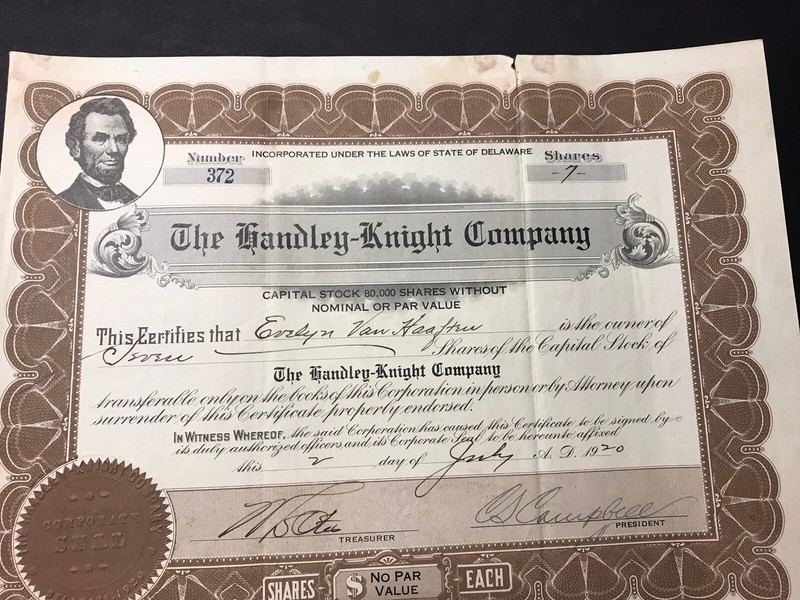 Number
372
INCORPORATED UNDER THE LAWS OF STATE OF DELAWARE
Shares
-7-
The Handley-Knight Company
CAPITAL STOCK 80,000 SHARES WITHOUT
NOMINAL OR PAR VALUE
This Certifies that Evelyn Van Haaften is the owner of
Seven Shares of the Capital Stock of
The Handley-Knight Company
transferable only on the books of this Corporation in person or by Attorney upon
surrender of this Certificate properly endorsed.
IN WITNESS WHEREOF, the said Corporation has caused this Certificate to be signed by
its duly authorized officers, and its Corporate Seal to be hereunto affixed
this 2 day of July A. D. 1920
TREASURER
CS Campbell
PRESIDENT
CORPORATE
SEAL
SHARES $ NO PAR VALUE EACH